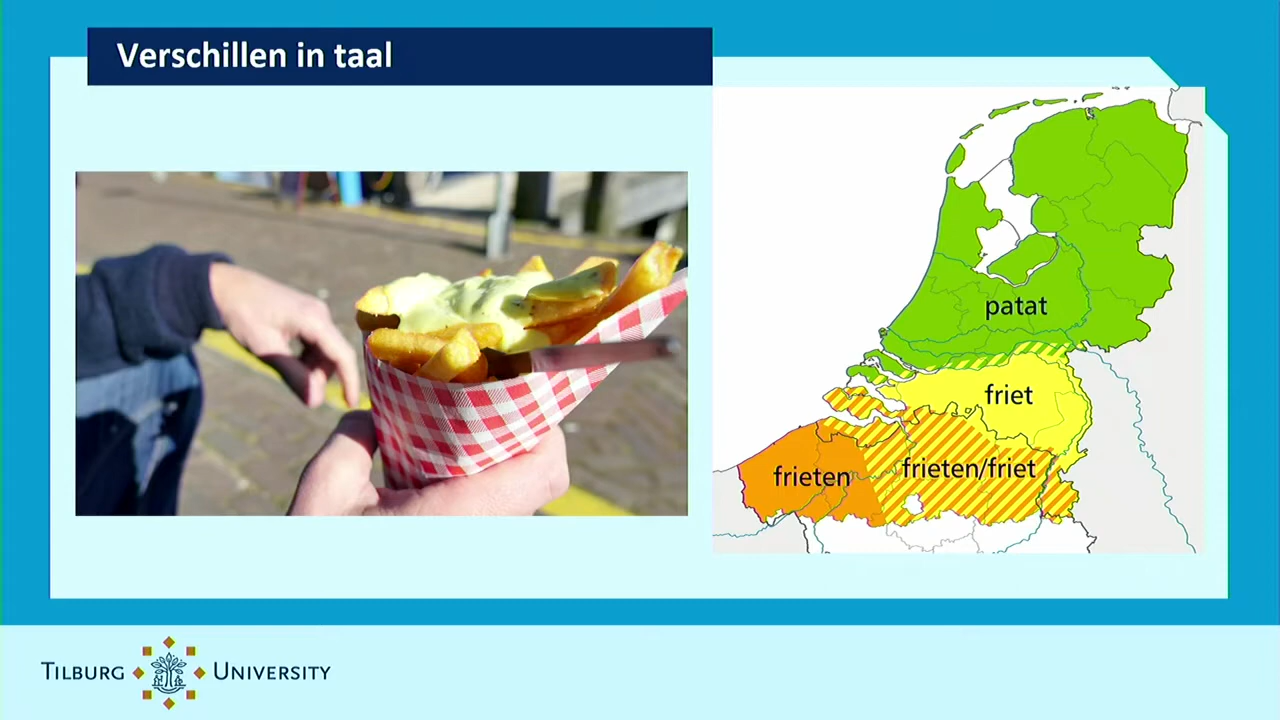 Verschillen in taal
patat
friet
frieten/friet
frieten
TILBURG UNIVERSITY